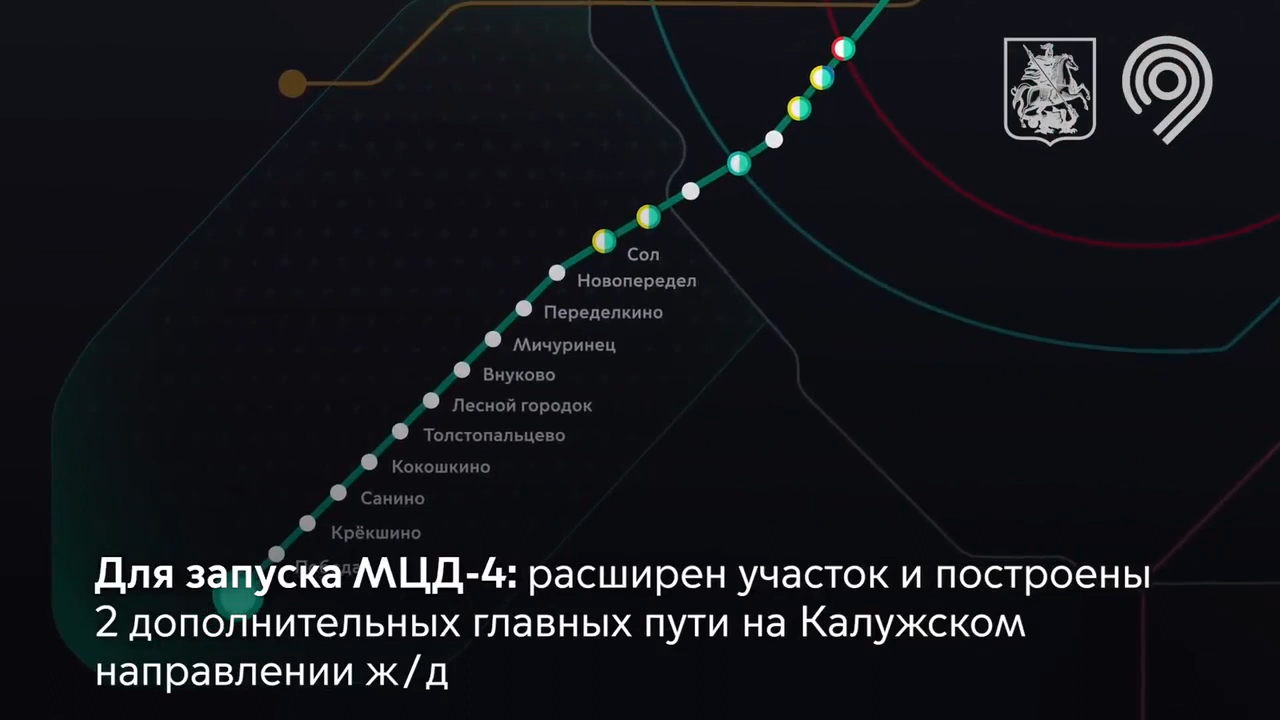 Сол
Новопередел
Переделкино
Мичуринец
Внуково
Лесной городок
Толстопальцево
Кокошкино
Санино
Крёкшино
Победа
Для запуска МЦД-4: расширен участок и построены
2 дополнительных главных пути на Калужском
направлении ж/д